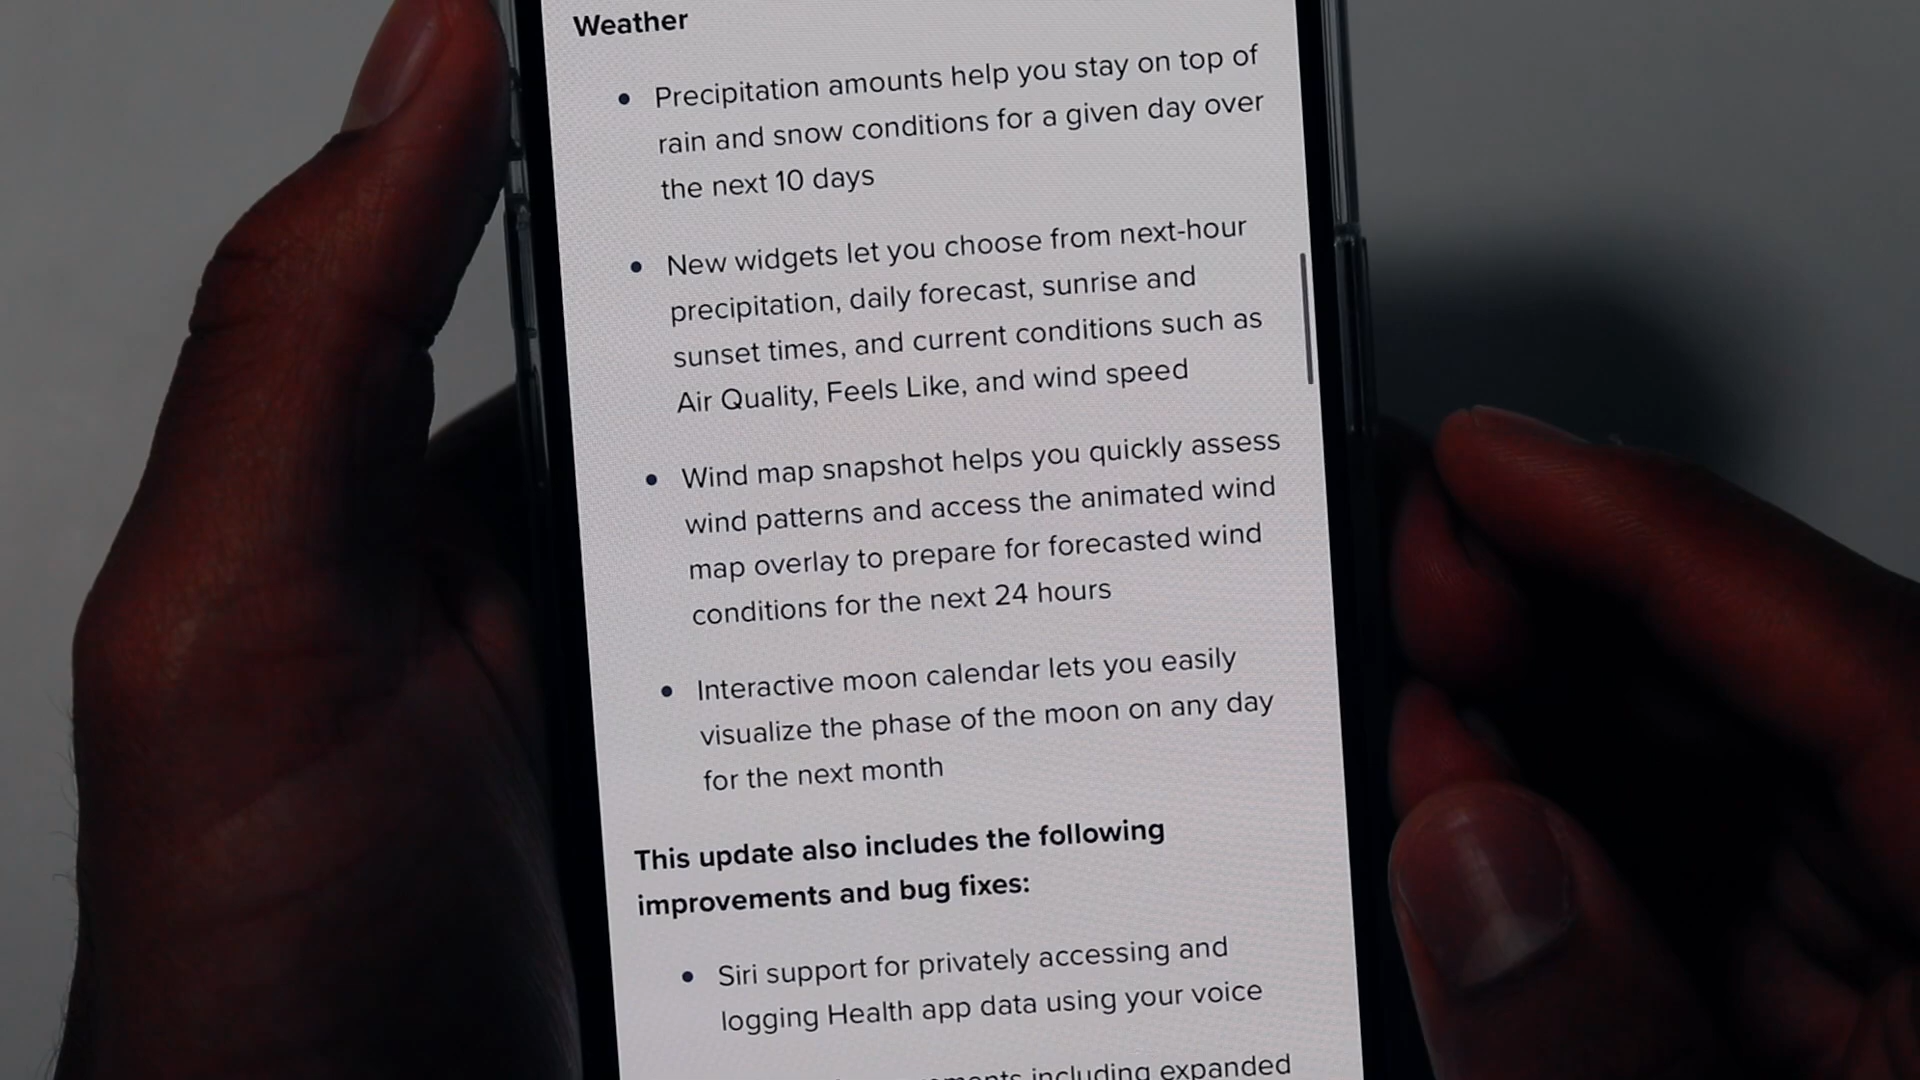 Weather
• Precipitation amounts help you stay on top of
rain and snow conditions for a given day over
the next 10 days
• New widgets let you choose from next-hour
precipitation, daily forecast, sunrise and
sunset times, and current conditions such as
Air Quality, Feels Like, and wind speed
• Wind map snapshot helps you quickly assess
wind patterns and access the animated wind
map overlay to prepare for forecasted wind
conditions for the next 24 hours
• Interactive moon calendar lets you easily
visualize the phase of the moon on any day
for the next month
This update also includes the following
improvements and bug fixes:
• Siri support for privately accessing and
logging Health app data using your voice
including expanded